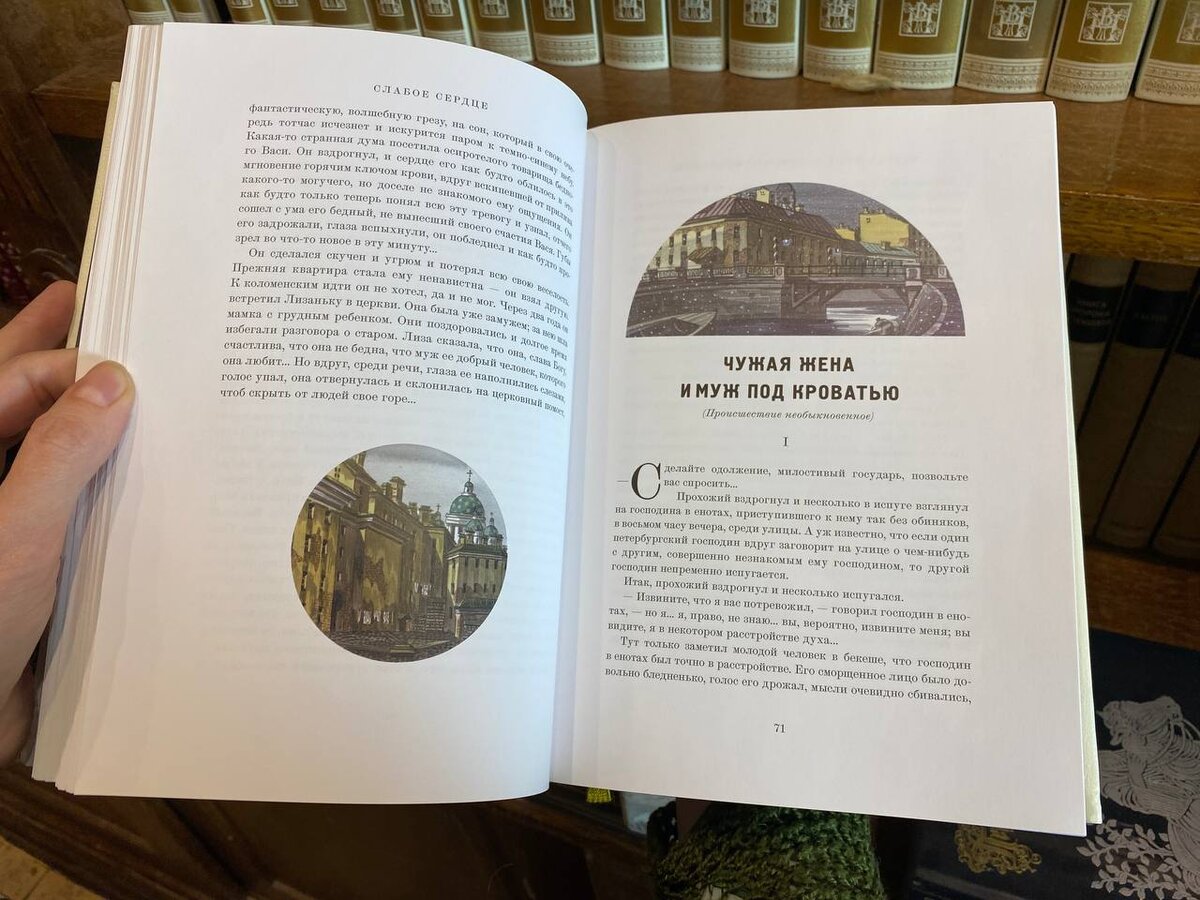 СЛАБОЕ СЕРДЦЕ
фантастическую, волшебную грезу, на сон, который в свою оче-
редь тотчас исчезнет и искурится паром к темно-синему небу.
Какая-то странная дума посетила осиротелого товарища бедно-
го Васи. Он вздрогнул, и сердце его как будто облилось в это
мгновение горячим ключом крови, вдруг вскипевшей от прилива
какого-то могучего, но доселе не знакомого ему ощущения. Он
как будто только теперь понял всю эту тревогу и узнал, отчего
сошел с ума его бедный, не вынесший своего счастия Вася. Губы
его задрожали, глаза вспыхнули, он побледнел и как будто про-
зрел во что-то новое в эту минуту...
Он сделался скучен и угрюм и потерял всю свою веселость.
Прежняя квартира стала ему ненавистна — он взял другую.
К коломенским идти он не хотел, да и не мог. Через два года он
встретил Лизаньку в церкви. Она была уже замужем; за нею шла
мамка с грудным ребенком. Они поздоровались и долгое время
избегали разговора о старом. Лиза сказала, что она, слава Богу,
счастлива, что она не бедна, что муж ее добрый человек, которого
она любит... Но вдруг, среди речи, глаза ее наполнились слезами,
голос упал, она отвернулась и склонилась на церковный помост,
чтоб скрыть от людей свое горе...
ЧУЖАЯ ЖЕНА
И МУЖ ПОД КРОВАТЬЮ
(Происшествие необыкновенное)
I
— Сделайте одолжение, милостивый государь, позвольте
вас спросить...
Прохожий вздрогнул и несколько в испуге взглянул
на господина в енотах, приступившего к нему так без обиняков,
в восьмом часу вечера, среди улицы. А уж известно, что если один
петербургский господин вдруг заговорит на улице о чем-нибудь
с другим, совершенно незнакомым ему господином, то другой
господин непременно испугается.
Итак, прохожий вздрогнул и несколько испугался.
— Извините, что я вас потревожил, — говорил господин в ено-
тах, — но я... я, право, не знаю... вы, вероятно, извините меня; вы
видите, я в некотором расстройстве духа...
Тут только заметил молодой человек в бекеше, что господин
в енотах был точно в расстройстве. Его сморщенное лицо было до-
вольно бледненько, голос его дрожал, мысли очевидно сбивались,
71